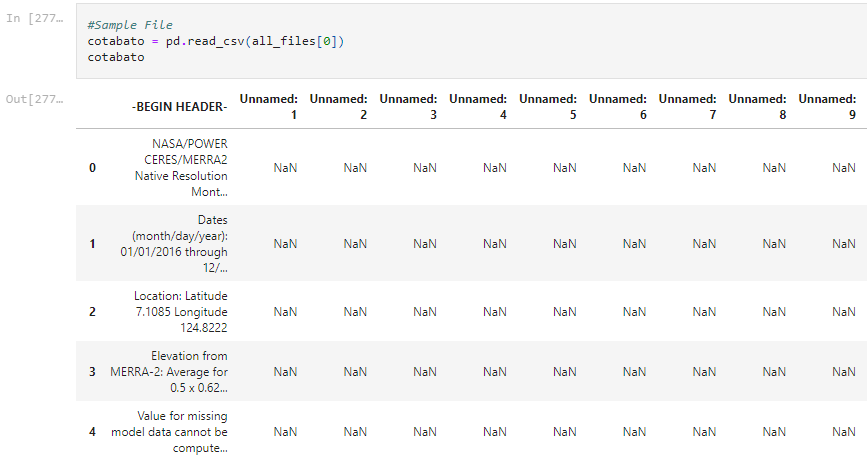 In [277…
#Sample File
cotabato = pd.read_csv(all_files[0])
cotabato
Out[277…
-BEGIN HEADER- Unnamed: 1 Unnamed: 2 Unnamed: 3 Unnamed: 4 Unnamed: 5 Unnamed: 6 Unnamed: 7 Unnamed: 8 Unnamed: 9
0 NASA/POWER CERES/MERRA2 Native Resolution Mont... NaN NaN NaN NaN NaN NaN NaN NaN NaN
1 Dates (month/day/year): 01/01/2016 through 12/... NaN NaN NaN NaN NaN NaN NaN NaN NaN
2 Location: Latitude 7.1085 Longitude 124.8222 NaN NaN NaN NaN NaN NaN NaN NaN NaN
3 Elevation from MERRA-2: Average for 0.5 x 0.62... NaN NaN NaN NaN NaN NaN NaN NaN NaN
4 Value for missing model data cannot be compute... NaN NaN NaN NaN NaN NaN NaN NaN NaN